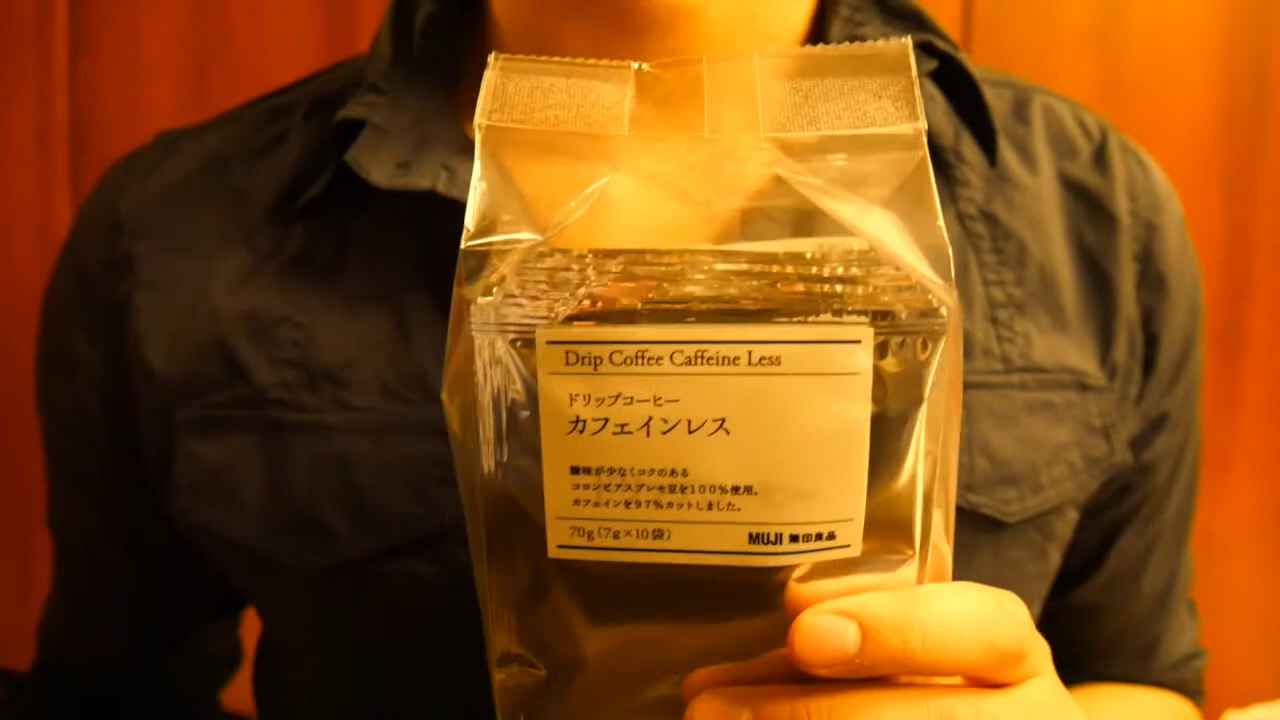 Drip Coffee Caffeine Less
ドリップコーヒー
カフェインレス
酸味が少なくコクのある
コロンビアスプレモ豆を100%使用。
カフェインを97%カットしました。
70g(7g×10袋)
MUJI 無印良品